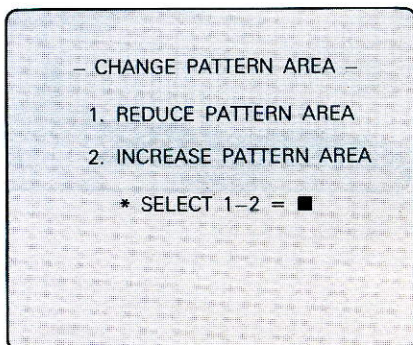 – CHANGE PATTERN AREA –
1. REDUCE PATTERN AREA
2. INCREASE PATTERN AREA
* SELECT 1–2 = ■